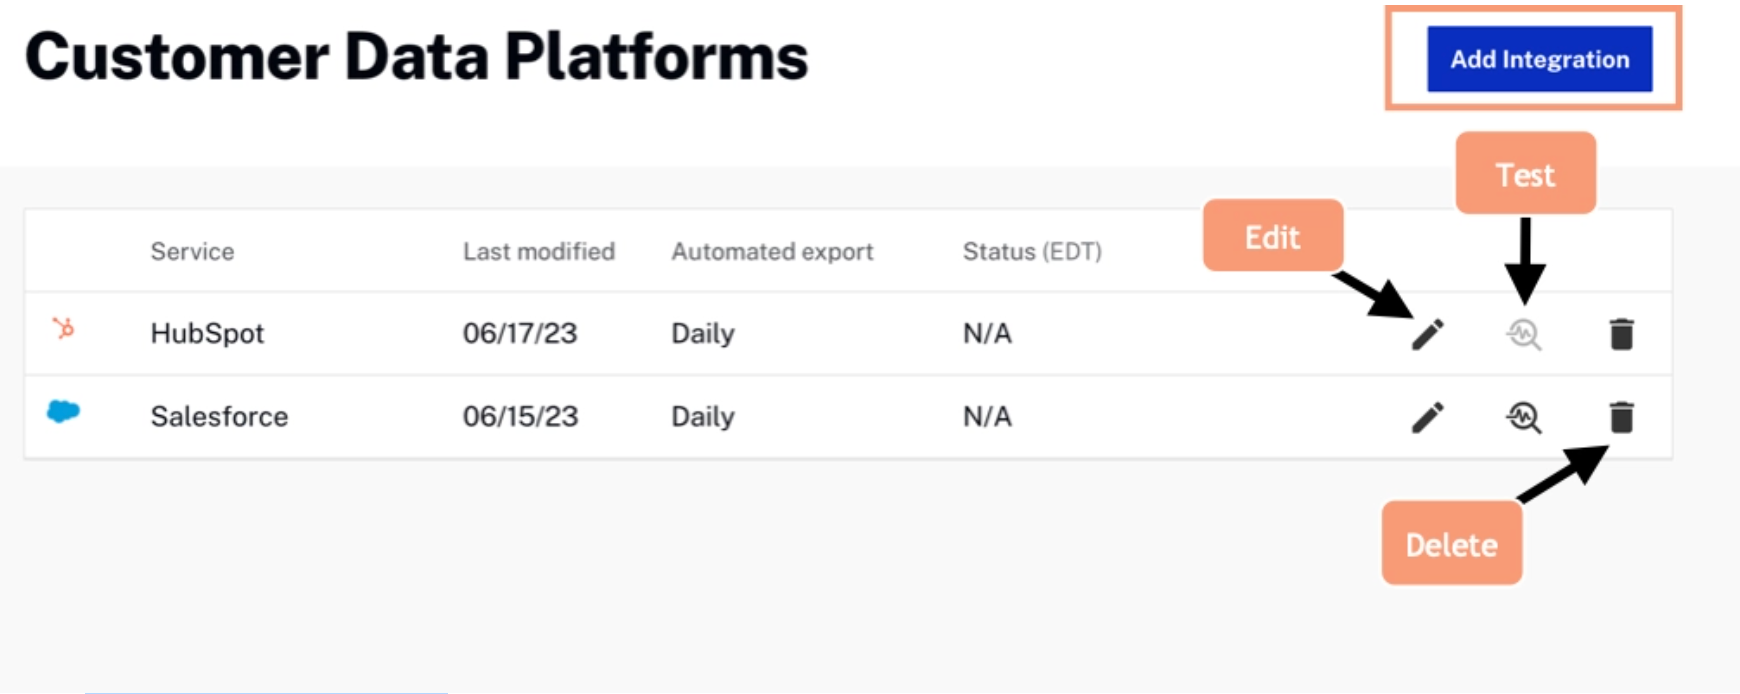 Customer Data Platforms
Add Integration
Test
Edit
Service Last modified Automated export Status (EDT)
HubSpot 06/17/23 Daily N/A
Salesforce 06/15/23 Daily N/A
Delete